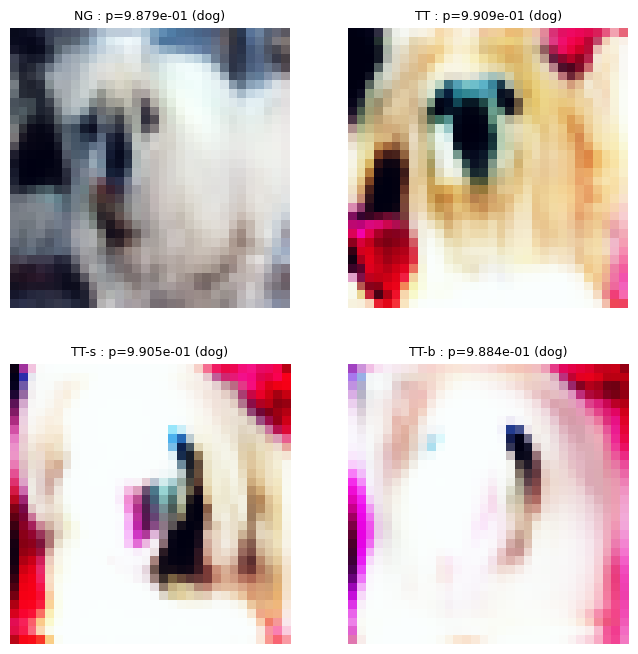 NG : p=9.879e-01 (dog)
TT : p=9.909e-01 (dog)
TT-s : p=9.905e-01 (dog)
TT-b : p=9.884e-01 (dog)